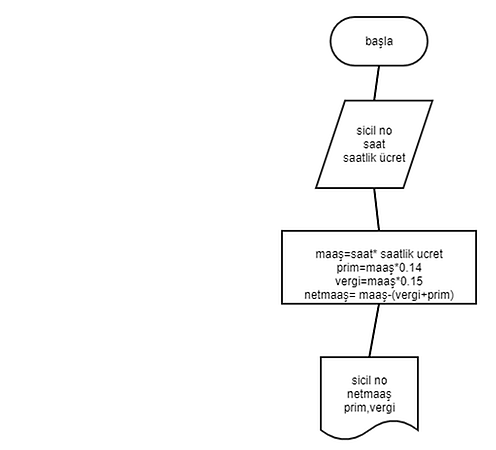 başla
sicil no
saat
saatlik ücret
maaş=saat* saatlik ucret
prim=maaş*0.14
vergi=maaş*0.15
netmaaş= maaş-(vergi+prim)
sicil no
netmaaş
prim,vergi